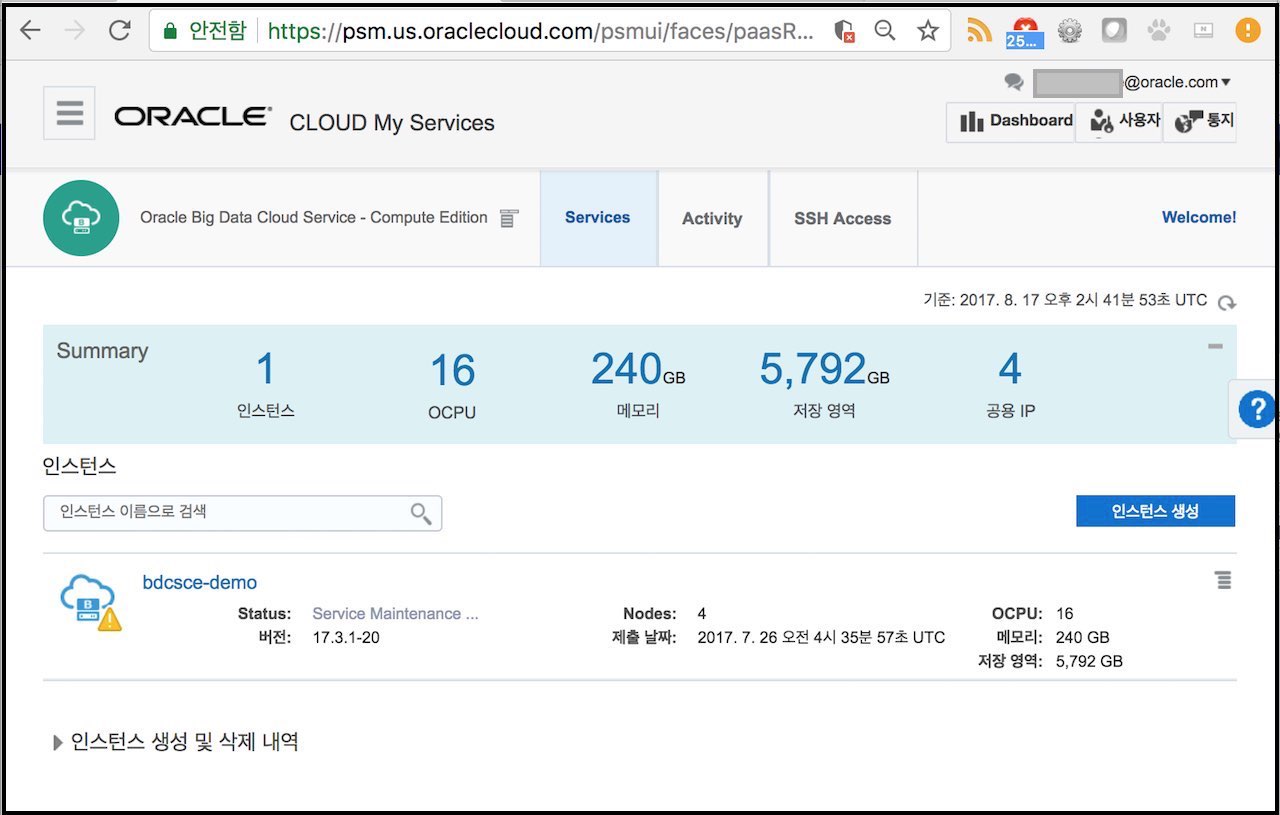 안전함 https://psm.us.oraclecloud.com/psmui/faces/paasR...
25...
N
@oracle.com
ORACLE® CLOUD My Services
Dashboard 사용자 통지
Oracle Big Data Cloud Service - Compute Edition
B
Services Activity SSH Access Welcome!
기준: 2017. 8. 17 오후 2시 41분 53초 UTC
Summary
1 16 240GB 5,792GB 4
인스턴스 OCPU 메모리 저장 영역 공용 IP
?
인스턴스
인스턴스 이름으로 검색 인스턴스 생성
bdcsce-demo
B
Status: Service Maintenance ... Nodes: 4 OCPU: 16
버전: 17.3.1-20 제출 날짜: 2017. 7. 26 오전 4시 35분 57초 UTC 메모리: 240 GB
저장 영역: 5,792 GB
인스턴스 생성 및 삭제 내역